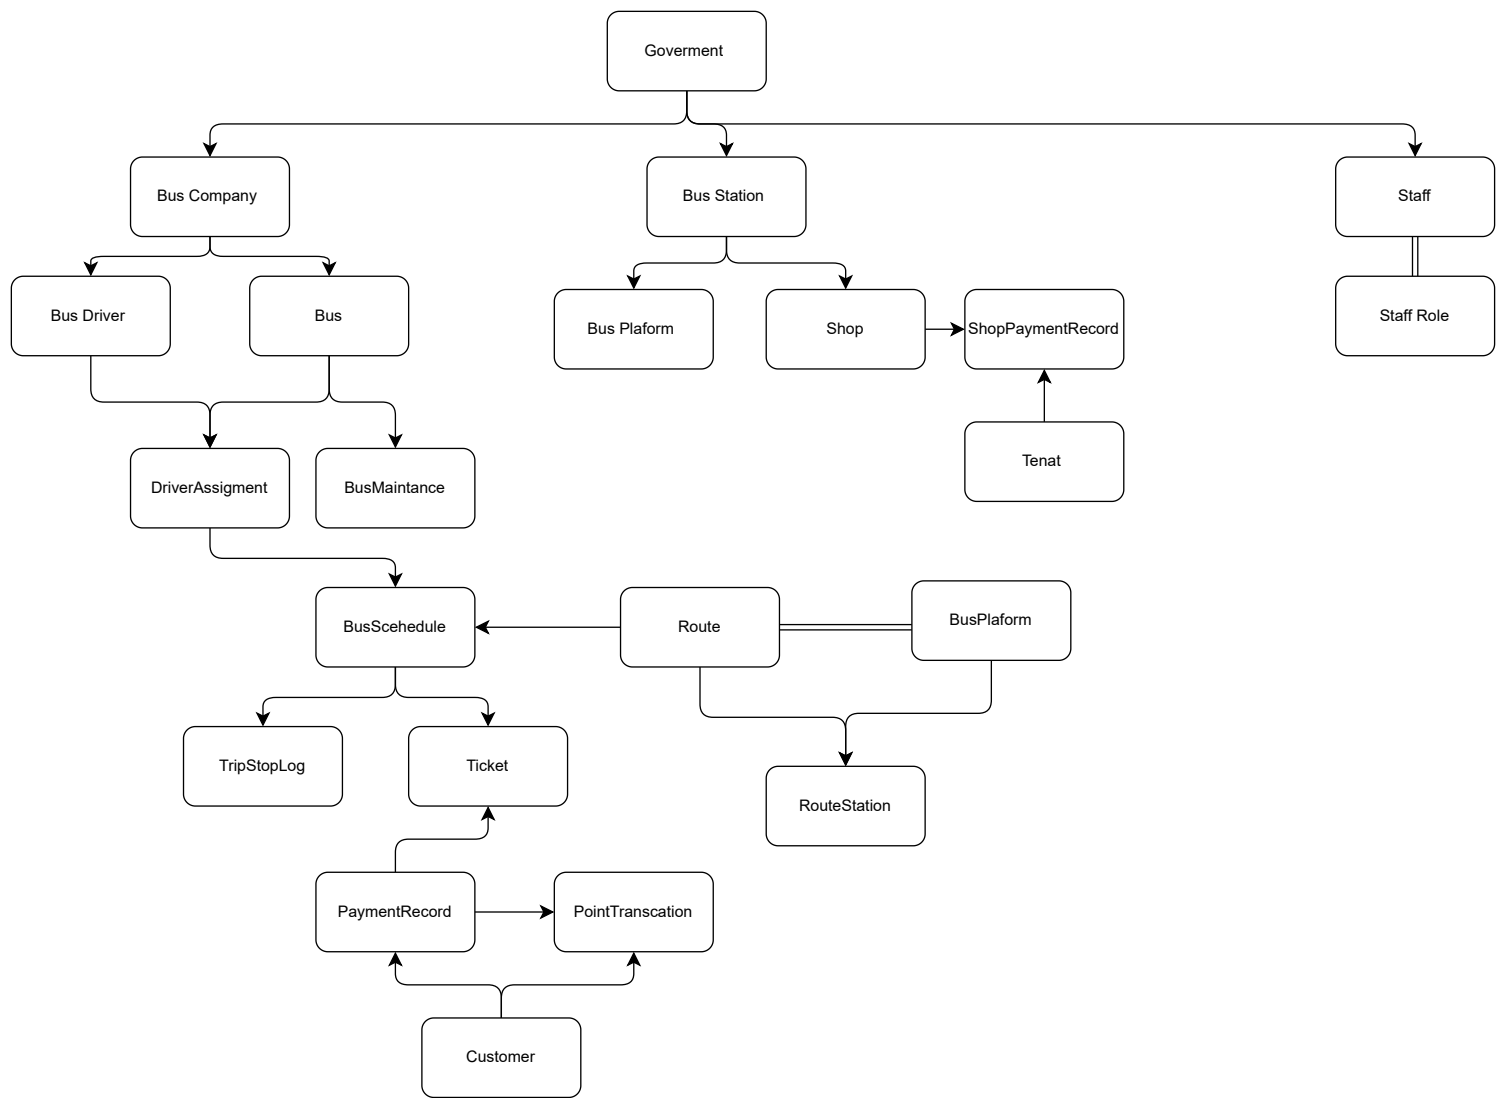 Goverment
Bus Company
Bus Station
Staff
Bus Driver
Bus
Bus Plaform
Shop
ShopPaymentRecord
Staff Role
Tenat
DriverAssigment
BusMaintance
BusScehedule
Route
BusPlaform
TripStopLog
Ticket
RouteStation
PaymentRecord
PointTranscation
Customer